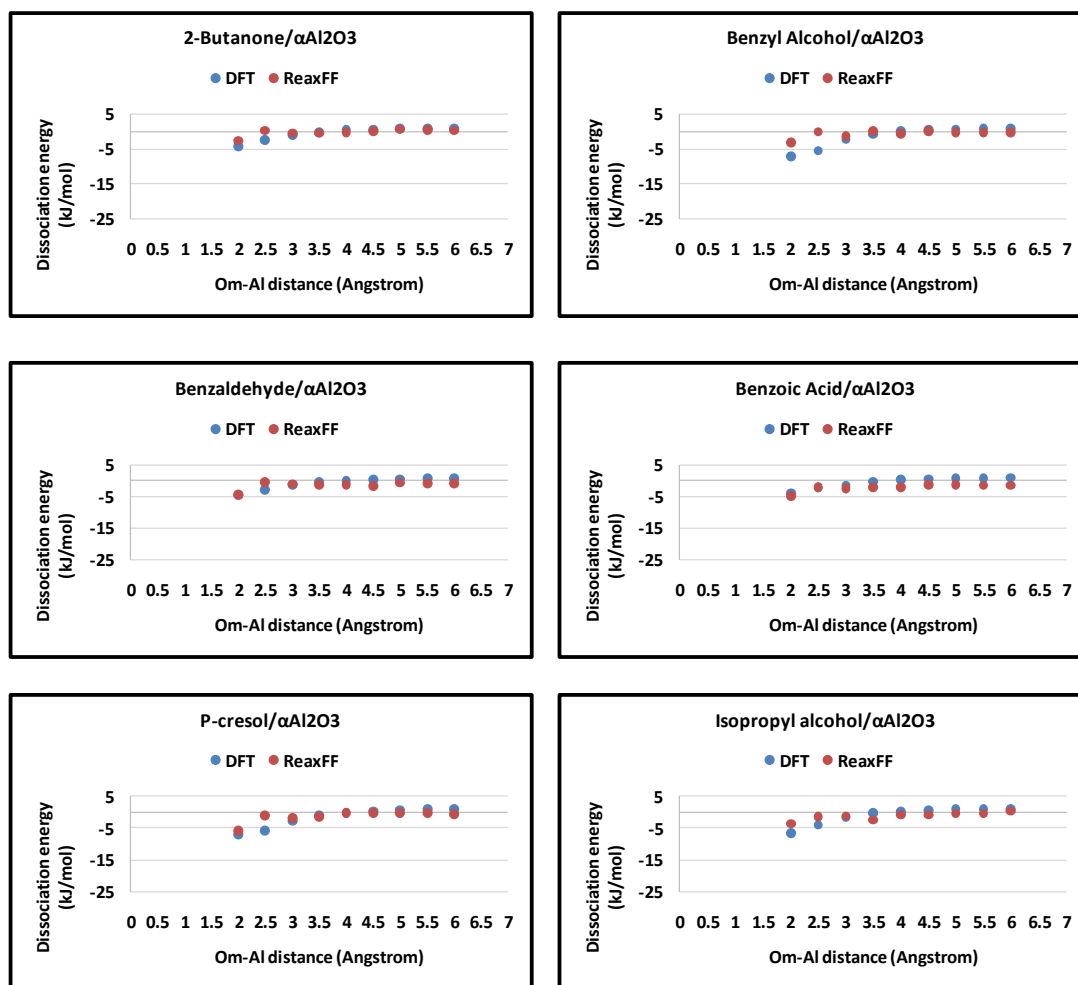 2-Butanone/αAl2O3
DFT ReaxFF
5
-5
-15
-25
0 0.5 1 1.5 2 2.5 3 3.5 4 4.5 5 5.5 6 6.5 7
Dissociation energy
(kJ/mol)
Om-Al distance (Angstrom)
Benzyl Alcohol/αAl2O3
DFT ReaxFF
5
-5
-15
-25
0 0.5 1 1.5 2 2.5 3 3.5 4 4.5 5 5.5 6 6.5 7
Dissociation energy
(kJ/mol)
Om-Al distance (Angstrom)
Benzaldehyde/αAl2O3
DFT ReaxFF
5
-5
-15
-25
0 0.5 1 1.5 2 2.5 3 3.5 4 4.5 5 5.5 6 6.5 7
Dissociation energy
(kJ/mol)
Om-Al distance (Angstrom)
Benzoic Acid/αAl2O3
DFT ReaxFF
5
-5
-15
-25
0 0.5 1 1.5 2 2.5 3 3.5 4 4.5 5 5.5 6 6.5 7
Dissociation energy
(kJ/mol)
Om-Al distance (Angstrom)
P-cresol/αAl2O3
DFT ReaxFF
5
-5
-15
-25
0 0.5 1 1.5 2 2.5 3 3.5 4 4.5 5 5.5 6 6.5 7
Dissociation energy
(kJ/mol)
Om-Al distance (Angstrom)
Isopropyl alcohol/αAl2O3
DFT ReaxFF
5
-5
-15
-25
0 0.5 1 1.5 2 2.5 3 3.5 4 4.5 5 5.5 6 6.5 7
Dissociation energy
(kJ/mol)
Om-Al distance (Angstrom)